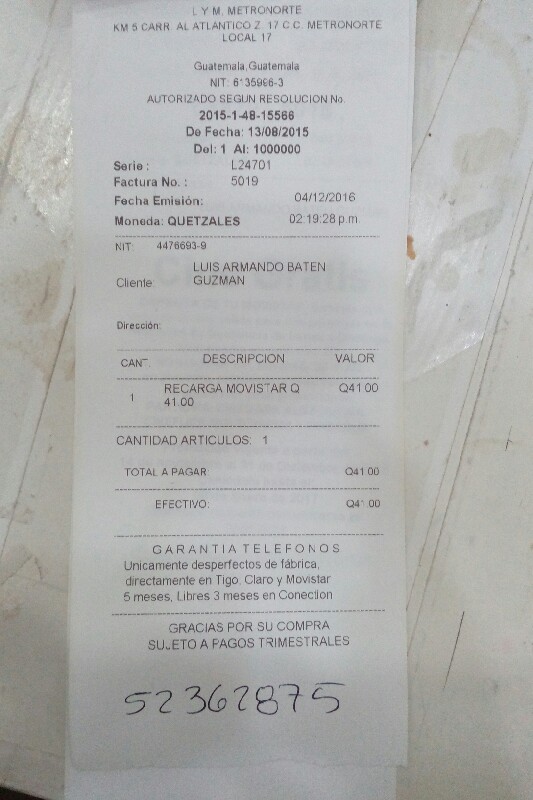 L Y M. METRONORTE
KM 5 CARR. AL ATLANTICO Z. 17 C.C. METRONORTE
LOCAL 17
Guatemala,Guatemala
NIT: 6135996-3
AUTORIZADO SEGUN RESOLUCION No.
2015-1-48-15566
De Fecha: 13/08/2015
Del: 1 Al: 1000000
Serie : L24701
Factura No. : 5019
Fecha Emisión: 04/12/2016
Moneda: QUETZALES 02:19:28 p.m.
NIT: 4476693-9
LUIS ARMANDO BATEN
Cliente: GUZMAN
Dirección:
CANT DESCRIPCION VALOR
1 RECARGA MOVISTAR Q Q41.00
41.00
CANTIDAD ARTICULOS: 1
TOTAL A PAGAR Q41.00
EFECTIVO: Q41.00
GARANTIA TELEFONOS
Unicamente desperfectos de fábrica,
directamente en Tigo, Claro y Movistar
5 meses, Libres 3 meses en Conection
GRACIAS POR SU COMPRA
SUJETO A PAGOS TRIMESTRALES
52362875